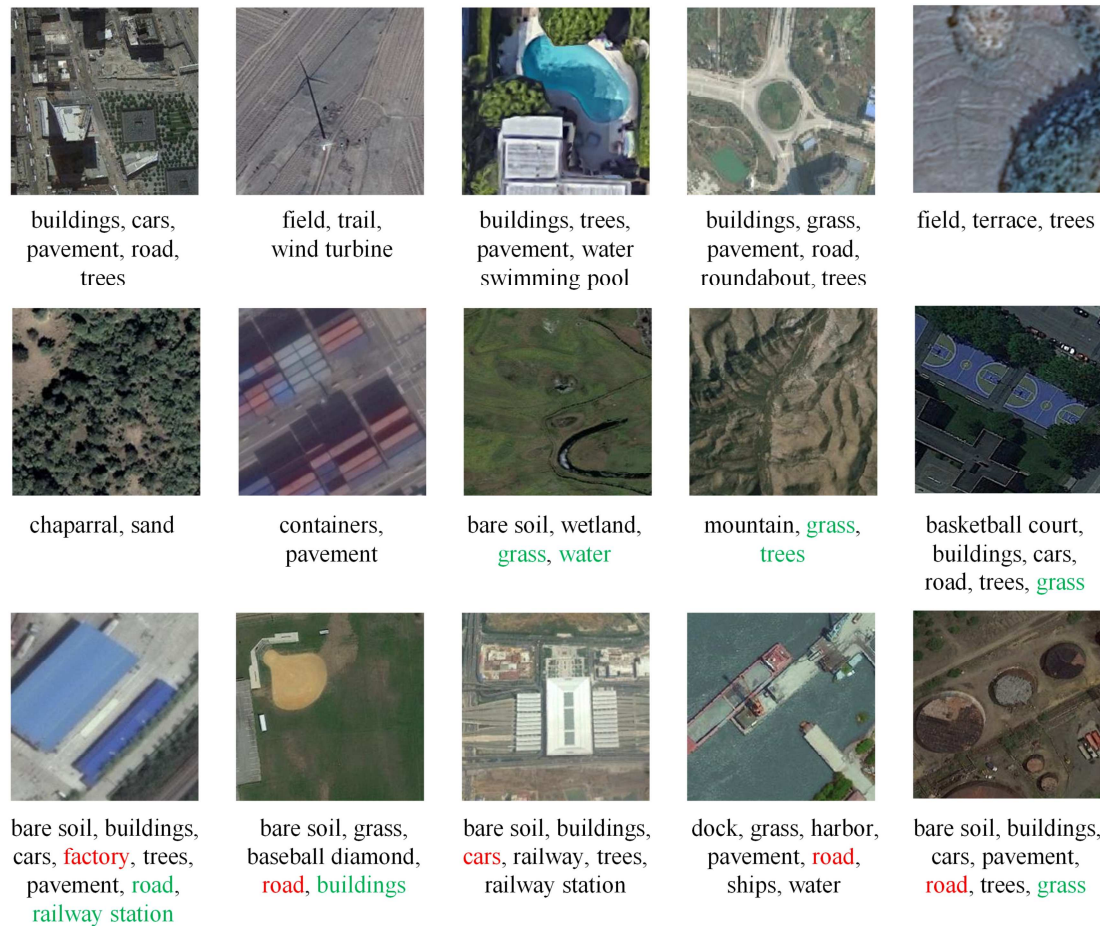 buildings, cars,
pavement, road,
trees
field, trail,
wind turbine
buildings, trees,
pavement, water
swimming pool
buildings, grass,
pavement, road,
roundabout, trees
field, terrace, trees
chaparral, sand
containers,
pavement
bare soil, wetland,
grass, water
mountain, grass,
trees
basketball court,
buildings, cars,
road, trees, grass
bare soil, buildings,
cars, factory, trees,
pavement, road,
railway station
bare soil, grass,
baseball diamond,
road, buildings
bare soil, buildings,
cars, railway, trees,
railway station
dock, grass, harbor,
pavement, road,
ships, water
bare soil, buildings,
cars, pavement,
road, trees, grass